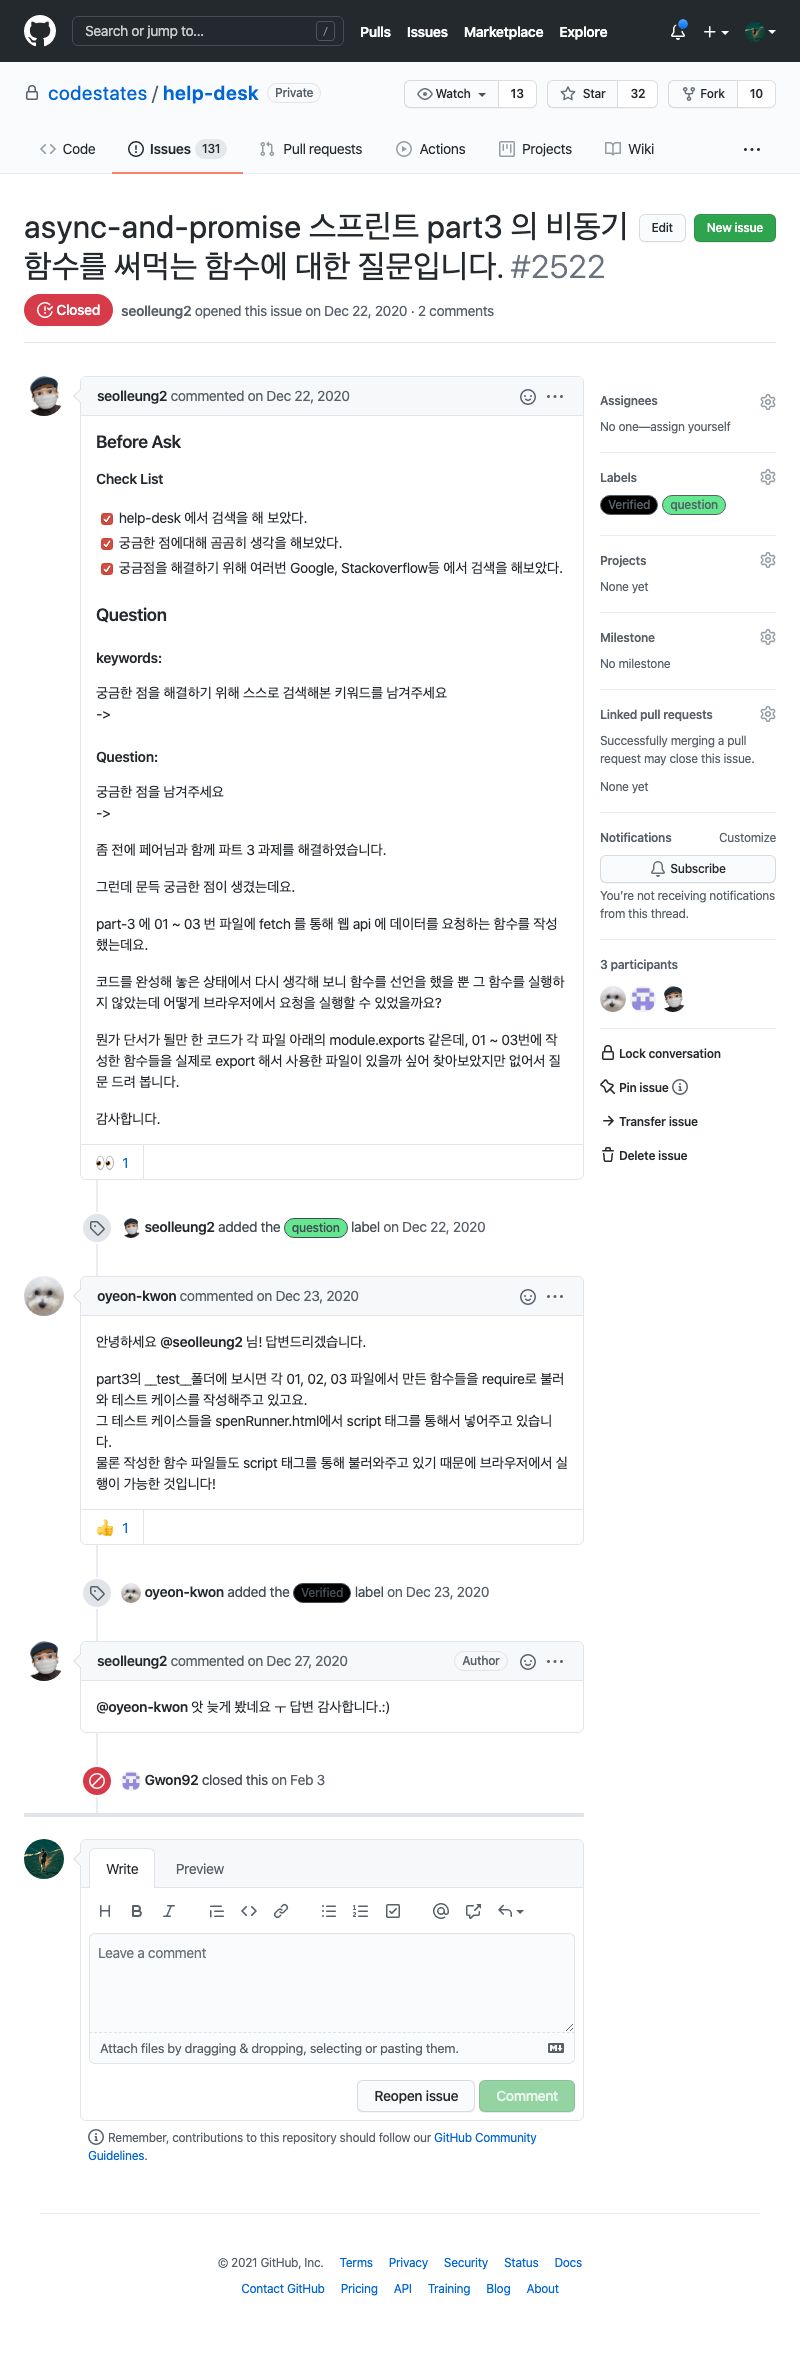 Search or jump to...
/
Pulls
Issues
Marketplace
Explore
codestates / help-desk
Private
Watch
13
Star
32
Fork
10
Code
Issues 131
Pull requests
Actions
Projects
Wiki
async-and-promise 스프린트 part3 의 비동기
함수를 써먹는 함수에 대한 질문입니다. #2522
Edit
New issue
Closed
seolleung2 opened this issue on Dec 22, 2020 · 2 comments
seolleung2 commented on Dec 22, 2020
Before Ask
Check List
help-desk 에서 검색을 해 보았다.
궁금한 점에대해 곰곰히 생각을 해보았다.
궁금점을 해결하기 위해 여러번 Google, Stackoverflow등 에서 검색을 해보았다.
Question
keywords:
궁금한 점을 해결하기 위해 스스로 검색해본 키워드를 남겨주세요
->
Question:
궁금한 점을 남겨주세요
->
좀 전에 페어님과 함께 파트 3 과제를 해결하였습니다.
그런데 문득 궁금한 점이 생겼는데요.
part-3 에 01 ~ 03 번 파일에 fetch 를 통해 웹 api 에 데이터를 요청하는 함수를 작성
했는데요.
코드를 완성해 놓은 상태에서 다시 생각해 보니 함수를 선언을 했을 뿐 그 함수를 실행하
지 않았는데 어떻게 브라우저에서 요청을 실행할 수 있었을까요?
뭔가 단서가 될만 한 코드가 각 파일 아래의 module.exports 같은데, 01 ~ 03번에 작
성한 함수들을 실제로 export 해서 사용한 파일이 있을까 싶어 찾아보았지만 없어서 질
문 드려 봅니다.
감사합니다.
1
Assignees
No one—assign yourself
Labels
Verified
question
Projects
None yet
Milestone
No milestone
Linked pull requests
Successfully merging a pull
request may close this issue.
None yet
Notifications
Customize
Subscribe
You're not receiving notifications
from this thread.
3 participants
Lock conversation
Pin issue
Transfer issue
Delete issue
seolleung2 added the question label on Dec 22, 2020
oyeon-kwon commented on Dec 23, 2020
안녕하세요 @seolleung2 님! 답변드리겠습니다.
part3의 __test__폴더에 보시면 각 01, 02, 03 파일에서 만든 함수들을 require로 불러
와 테스트 케이스를 작성해주고 있고요.
그 테스트 케이스들을 spenRunner.html에서 script 태그를 통해서 넣어주고 있습니
다.
물론 작성한 함수 파일들도 script 태그를 통해 불러와주고 있기 때문에 브라우저에서 실
행이 가능한 것입니다!
1
oyeon-kwon added the Verified label on Dec 23, 2020
seolleung2 commented on Dec 27, 2020
Author
@oyeon-kwon 앗 늦게 봤네요 ㅜ 답변 감사합니다.:)
Gwon92 closed this on Feb 3
Write
Preview
Leave a comment
Attach files by dragging & dropping, selecting or pasting them.
Reopen issue
Comment
Remember, contributions to this repository should follow our GitHub Community
Guidelines.
© 2021 GitHub, Inc.
Terms
Privacy
Security
Status
Docs
Contact GitHub
Pricing
API
Training
Blog
About